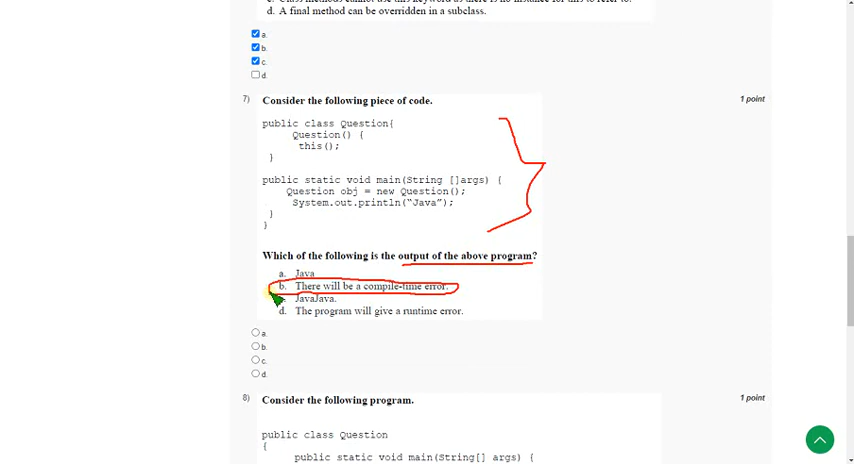 d. A final method can be overridden in a subclass.
a.
b.
c.
d.
7) Consider the following piece of code. 1 point
public class Question{
Question() {
this();
}
public static void main(String []args) {
Question obj = new Question();
System.out.println("Java");
}
}
Which of the following is the output of the above program?
a. Java
b. There will be a compile-time error.
JavaJava.
d. The program will give a runtime error.
a.
b.
c.
d.
8) Consider the following program. 1 point
public class Question
{
public static void main(String[] args) {